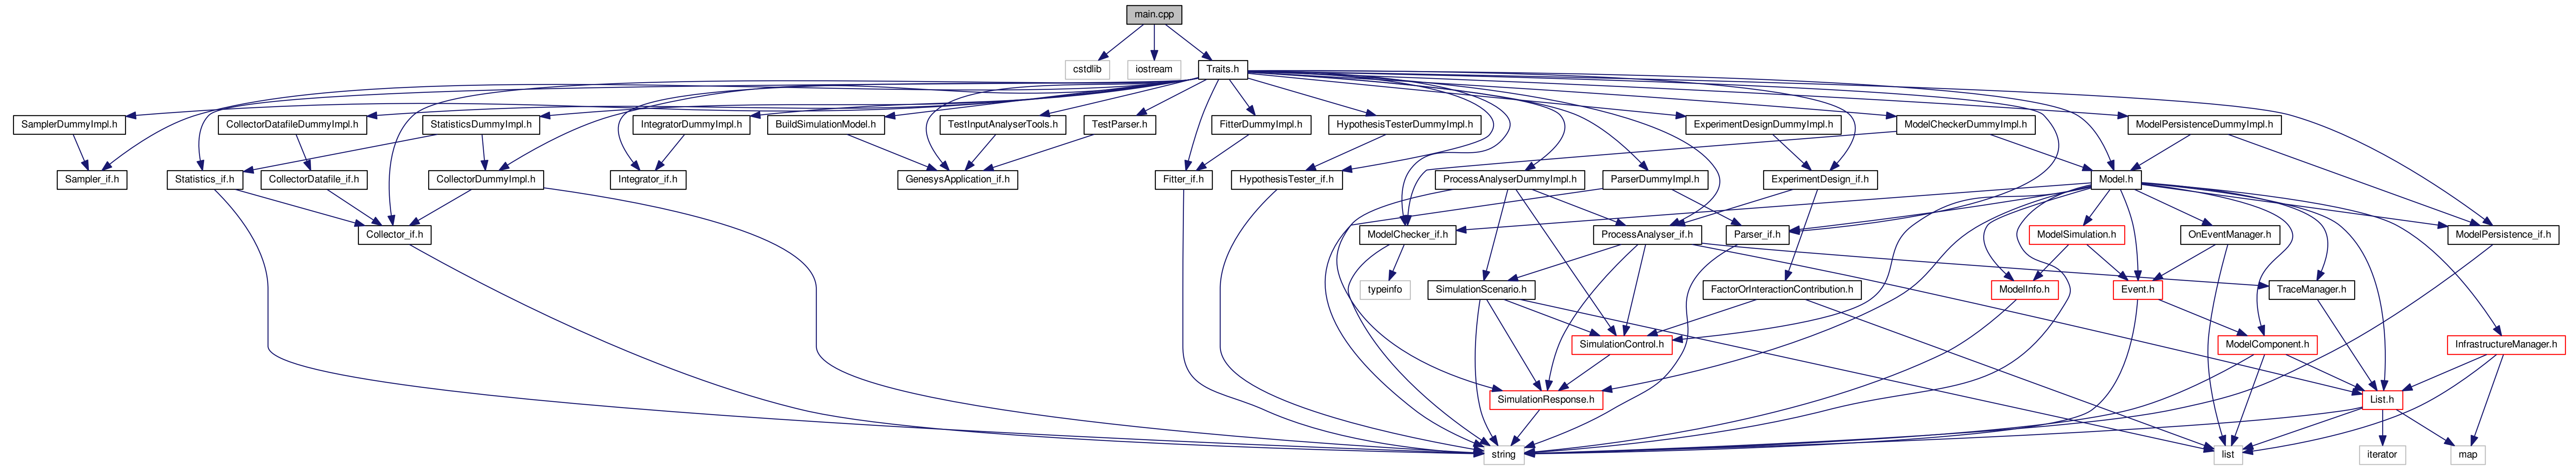 main.cpp
cstdlib
iostream
Traits.h
SamplerDummyImpl.h
CollectorDatafileDummyImpl.h
StatisticsDummyImpl.h
IntegratorDummyImpl.h
BuildSimulationModel.h
TestInputAnalyserTools.h
TestParser.h
FitterDummyImpl.h
HypothesisTesterDummyImpl.h
ExperimentDesignDummyImpl.h
ModelCheckerDummyImpl.h
ModelPersistenceDummyImpl.h
Sampler_if.h
Statistics_if.h
CollectorDatafile_if.h
CollectorDummyImpl.h
Integrator_if.h
GenesysApplication_if.h
Fitter_if.h
HypothesisTester_if.h
ProcessAnalyserDummyImpl.h
ParserDummyImpl.h
ExperimentDesign_if.h
Model.h
Collector_if.h
ModelChecker_if.h
ProcessAnalyser_if.h
Parser_if.h
ModelSimulation.h
OnEventManager.h
ModelPersistence_if.h
typeinfo
SimulationScenario.h
FactorOrInteractionContribution.h
ModelInfo.h
Event.h
TraceManager.h
SimulationControl.h
ModelComponent.h
InfrastructureManager.h
SimulationResponse.h
List.h
string
list
iterator
map